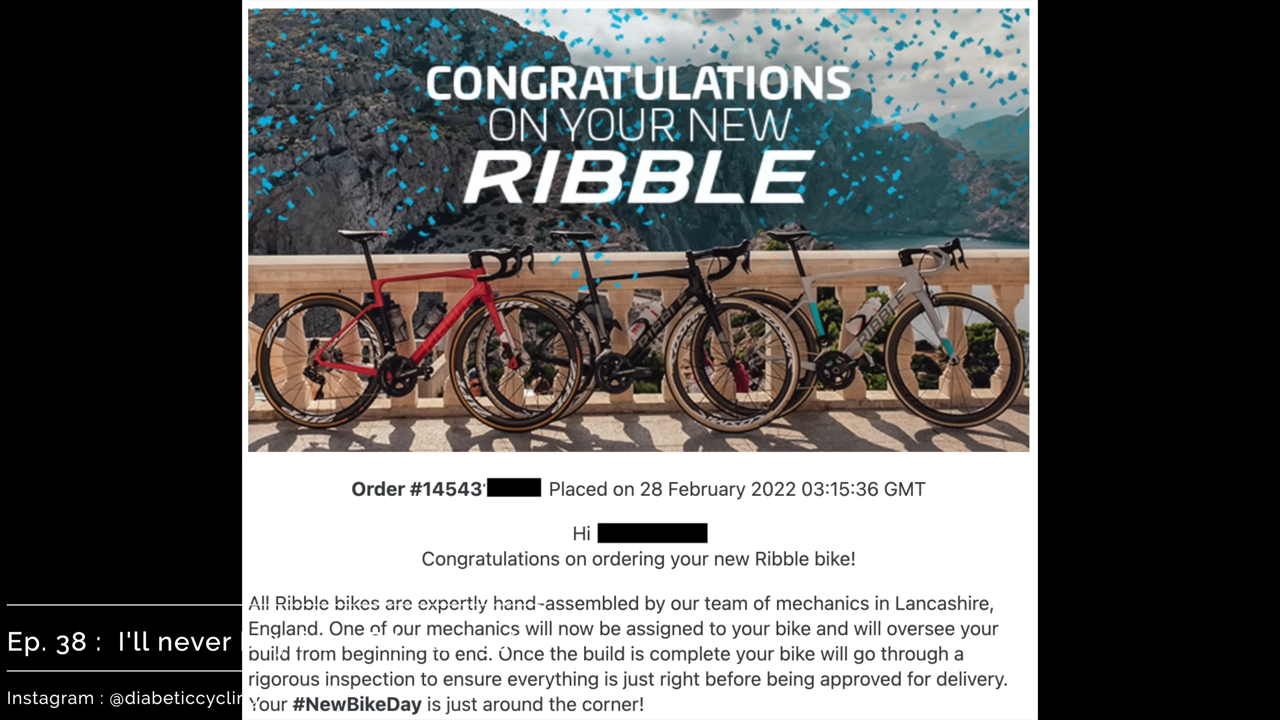 CONGRATULATIONS
ON YOUR NEW
RIBBLE
Order #14543 Placed on 28 February 2022 03:15:36 GMT
Hi
Congratulations on ordering your new Ribble bike!
All Ribble bikes are expertly hand-assembled by our team of mechanics in Lancashire,
England. One of our mechanics will now be assigned to your bike and will oversee your
build from beginning to end. Once the build is complete your bike will go through a
rigorous inspection to ensure everything is just right before being approved for delivery.
Your #NewBikeDay is just around the corner!
Ep. 38 : I'll never
Instagram : @diabeticcyclin